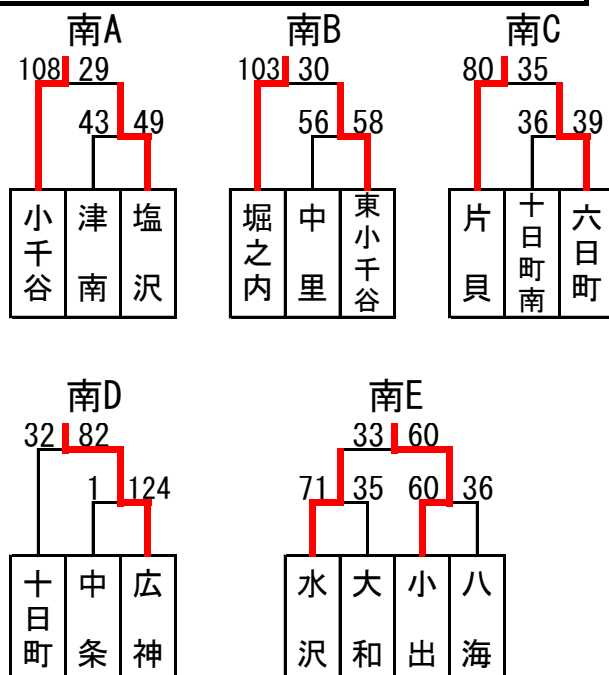 南A 南B 南C
108 29 103 30 80 35
43 49 56 58 36 39
小千谷 津南 塩沢 堀之内 中里 東小千谷 片貝 十日町南 六日町
南D 南E
32 82 33 60
1 124 71 35 60 36
十日町 中条 広神 水沢 大和 小出 八海